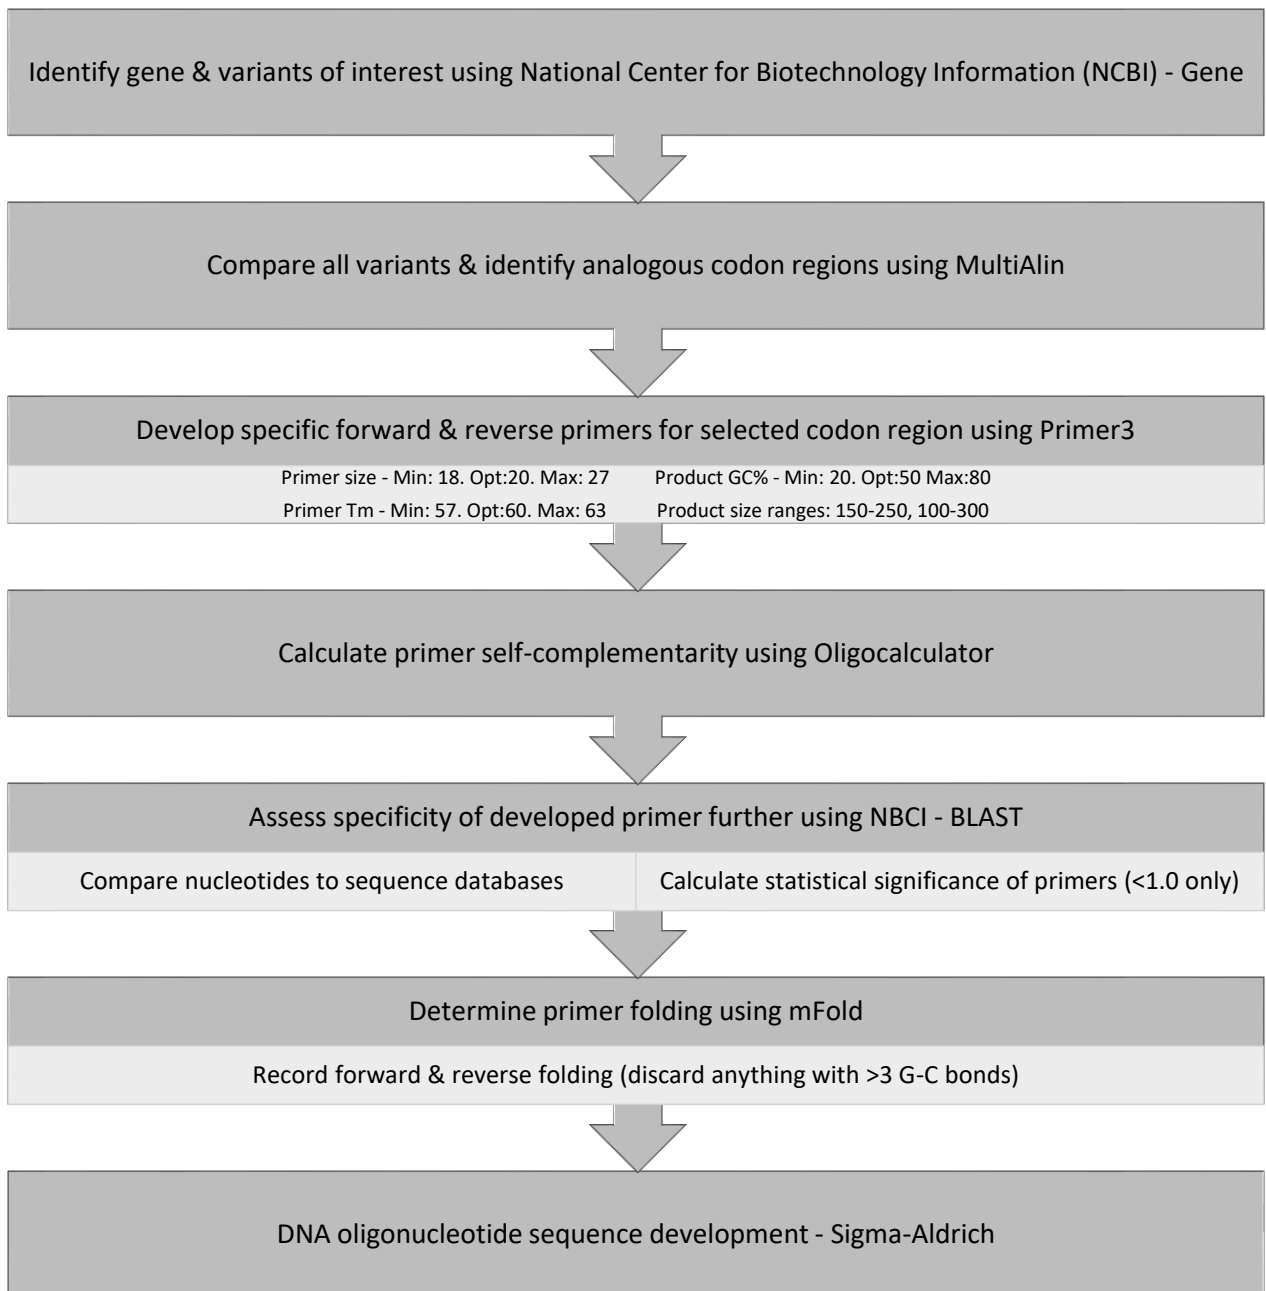 Identify gene & variants of interest using National Center for Biotechnology Information (NCBI) - Gene
Compare all variants & identify analogous codon regions using MultiAlin
Develop specific forward & reverse primers for selected codon region using Primer3
Primer size - Min: 18. Opt:20. Max: 27 Product GC% - Min: 20. Opt:50 Max:80
Primer Tm - Min: 57. Opt:60. Max: 63 Product size ranges: 150-250, 100-300
Calculate primer self-complementarity using Oligocalculator
Assess specificity of developed primer further using NBCI - BLAST
Compare nucleotides to sequence databases Calculate statistical significance of primers (<1.0 only)
Determine primer folding using mFold
Record forward & reverse folding (discard anything with >3 G-C bonds)
DNA oligonucleotide sequence development - Sigma-Aldrich